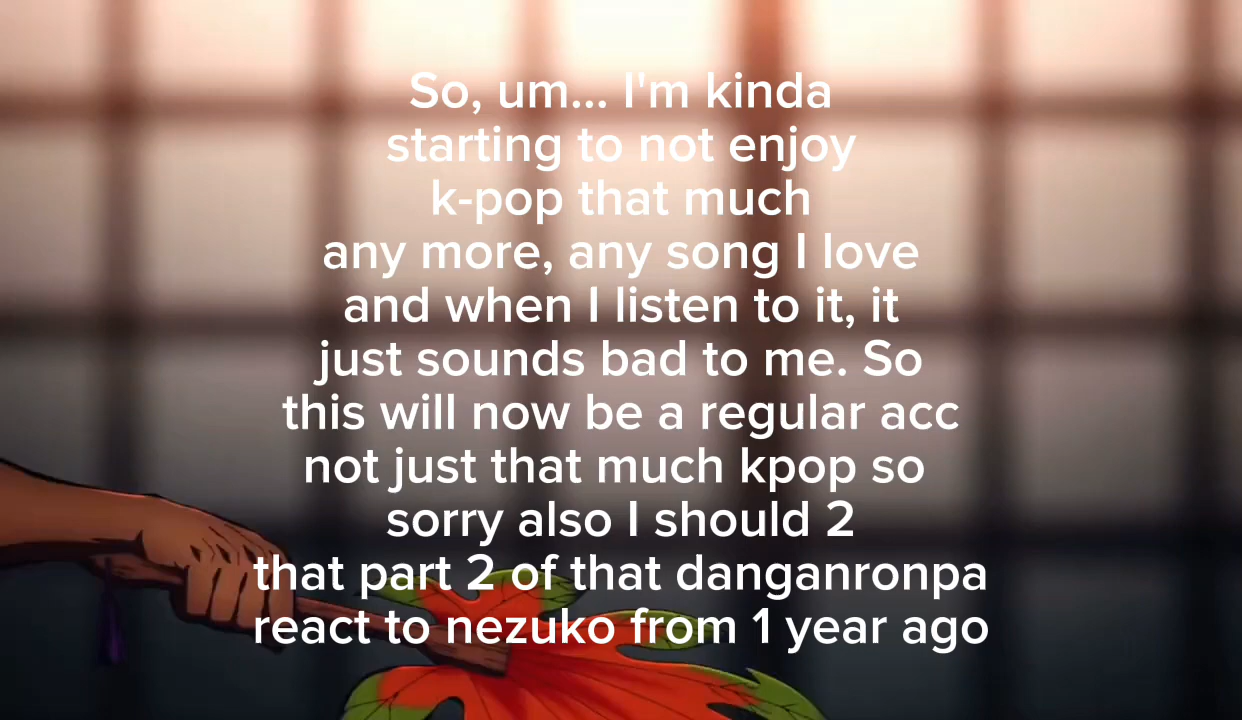 So, um... I'm kinda
starting to not enjoy
k-pop that much
any more, any song I love
and when I listen to it, it
just sounds bad to me. So
this will now be a regular acc
not just that much kpop so
sorry also I should 2
that part 2 of that danganronpa
react to nezuko from 1 year ago